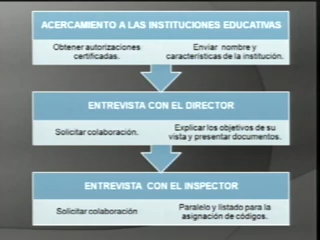 ACERCAMIENTO A LAS INSTITUCIONES EDUCATIVAS
Obtener autorizaciones
certificadas.
Enviar nombre y
características de la institución.
ENTREVISTA CON EL DIRECTOR
Solicitar colaboración.
Explicar los objetivos de su
vista y presentar documentos.
ENTREVISTA CON EL INSPECTOR
Solicitar colaboración
Paralelo y listado para la
asignación de códigos.